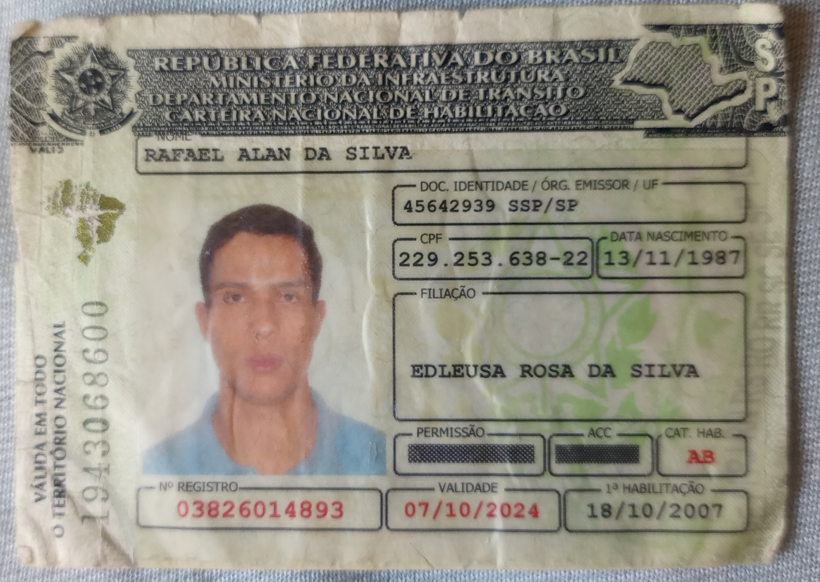 REPÚBLICA FEDERATIVA DO BRASIL
MINISTÉRIO DA INFRAESTRUTURA
DEPARTAMENTO NACIONAL DE TRÂNSITO
CARTEIRA NACIONAL DE HABILITAÇÃO
SP
NOME
RAFAEL ALAN DA SILVA
DOC. IDENTIDADE / ÓRG. EMISSOR / UF
45642939 SSP/SP
CPF
229.253.638-22
DATA NASCIMENTO
13/11/1987
FILIAÇÃO
EDLEUSA ROSA DA SILVA
PERMISSÃO
ACC
CAT. HAB.
AB
Nº REGISTRO
03826014893
VALIDADE
07/10/2024
1ª HABILITAÇÃO
18/10/2007
VÁLIDA EM TODO
O TERRITÓRIO NACIONAL
1943068600